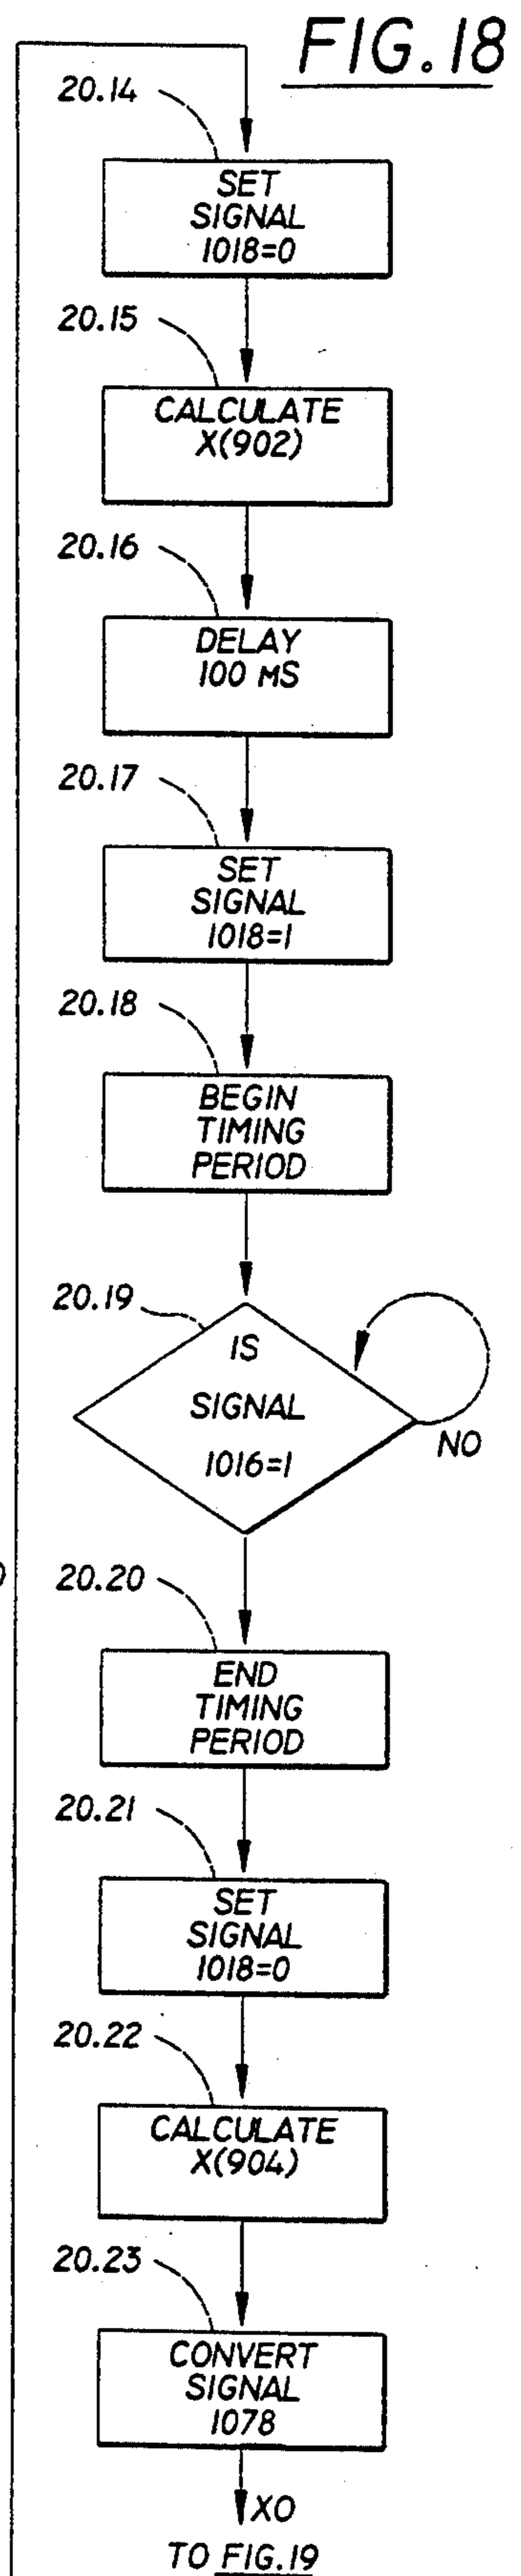 FIG. 18
20.14
SET
SIGNAL
1018=0
20.15
CALCULATE
X(902)
20.16
DELAY
100 MS
20.17
SET
SIGNAL
1018=1
20.18
BEGIN
TIMING
PERIOD
20.19
IS
SIGNAL
1016=1
NO
20.20
END
TIMING
PERIOD
20.21
SET
SIGNAL
1018=0
20.22
CALCULATE
X(904)
20.23
CONVERT
SIGNAL
1078
XO
TO FIG.19